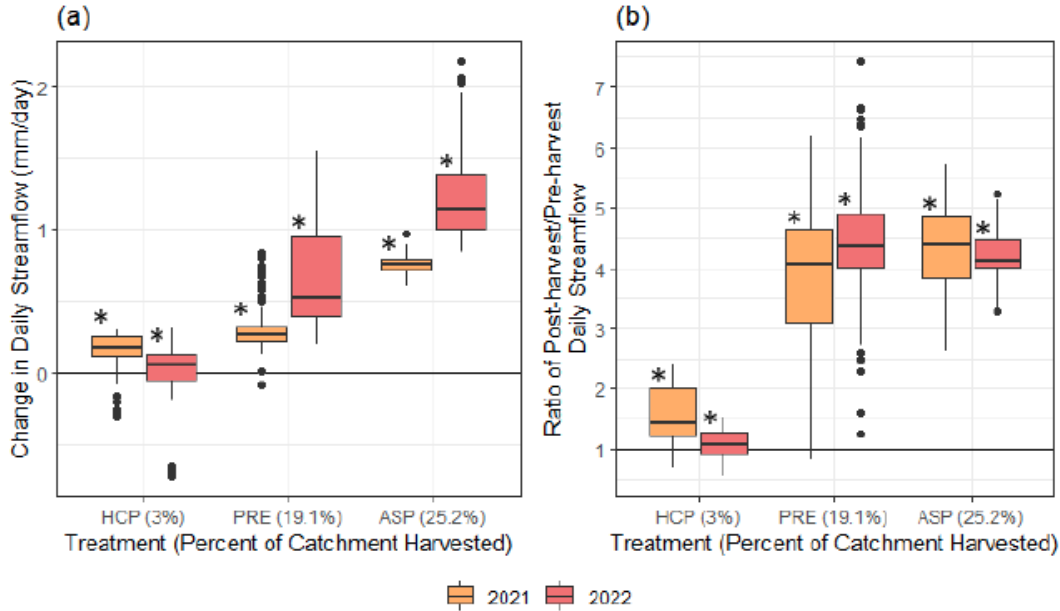 (a)
Change in Daily Streamflow (mm/day)
2
1
0
*
*
*
*
*
*
HCP (3%) PRE (19.1%) ASP (25.2%)
Treatment (Percent of Catchment Harvested)
(b)
Ratio of Post-harvest/Pre-harvest
Daily Streamflow
7
6
5
4
3
2
1
*
*
*
*
*
*
HCP (3%) PRE (19.1%) ASP (25.2%)
Treatment (Percent of Catchment Harvested)
2021 2022